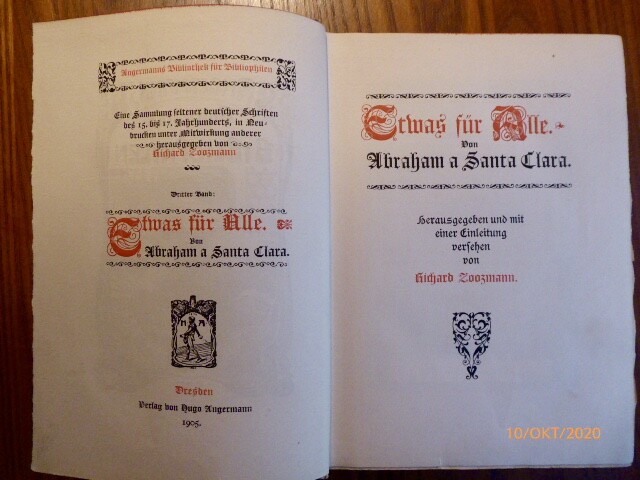 Angermanns Bibliothek für Bibliophilen
Eine Sammlung seltener deutscher Schriften
des 15. bis 17. Jahrhunderts, in Neu-
drucken unter Mitwirkung anderer
herausgegeben von
Richard Zoozmann
Dritter Band:
Etwas für Alle.
Von
Abraham a Santa Clara.
H A
Dresden
Verlag von Hugo Angermann
1905.
Etwas für Alle.
Von
Abraham a Santa Clara.
Herausgegeben und mit
einer Einleitung
versehen
von
Richard Zoozmann.
10/OKT/2020